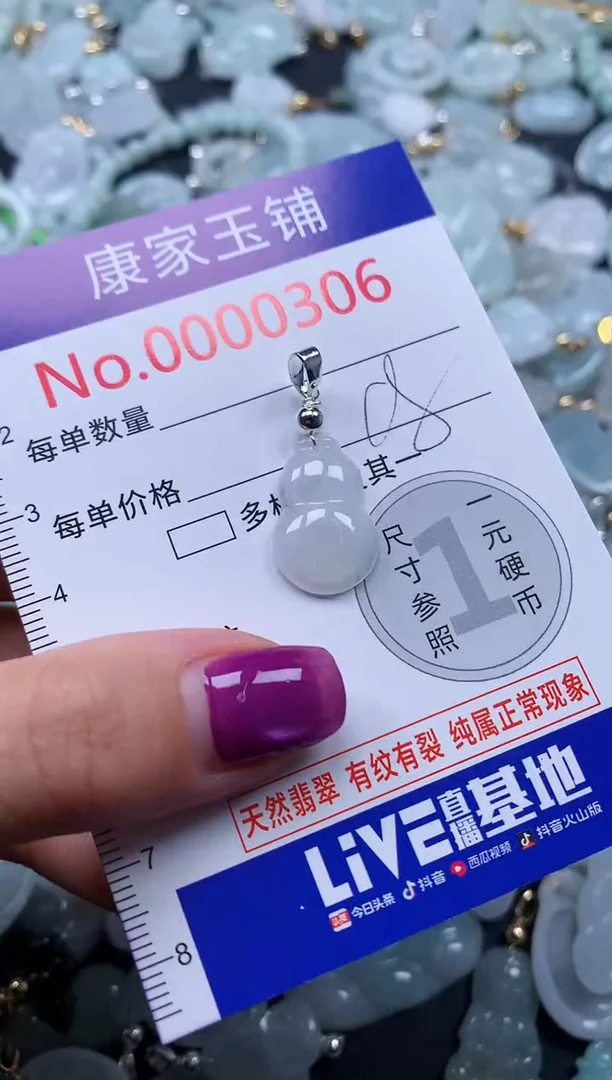 康家玉铺
No.0000306
2
每单数量
3
每单价格
多
其一
4
尺寸参照
1
一元硬币
天然翡翠 有纹有裂 纯属正常现象
LiVE直播基地
头条 今日头条 抖音 西瓜视频 抖音火山版
7
8